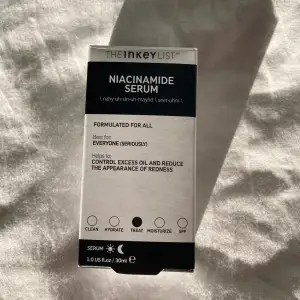 THE INKEY LIST™
NIACINAMIDE
SERUM
FORMULATED FOR ALL
Best for:
EVERYONE (SERIOUSLY)
Helps to:
CONTROL EXCESS OIL AND REDUCE
THE APPEARANCE OF REDNESS
CLEAN HYDRATE TREAT MOISTURIZE SPF
SERUM
1.0 US fl.oz / 30ml e